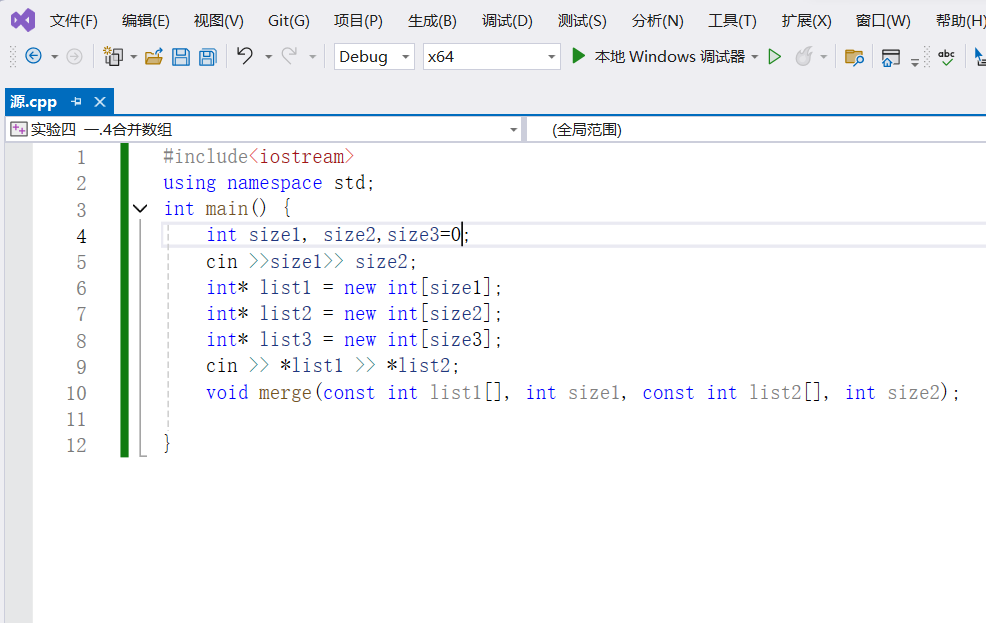 文件(F) 编辑(E) 视图(V) Git(G) 项目(P) 生成(B) 调试(D) 测试(S) 分析(N) 工具(T) 扩展(X) 窗口(W) 帮助(H)
Debug x64 本地 Windows 调试器 abc
源.cpp
实验四 一.4合并数组 (全局范围)
1 #include<iostream>
2 using namespace std;
3 int main() {
4 int size1, size2,size3=0;
5 cin >>size1>> size2;
6 int* list1 = new int[size1];
7 int* list2 = new int[size2];
8 int* list3 = new int[size3];
9 cin >> *list1 >> *list2;
10 void merge(const int list1[], int size1, const int list2[], int size2);
11
12 }